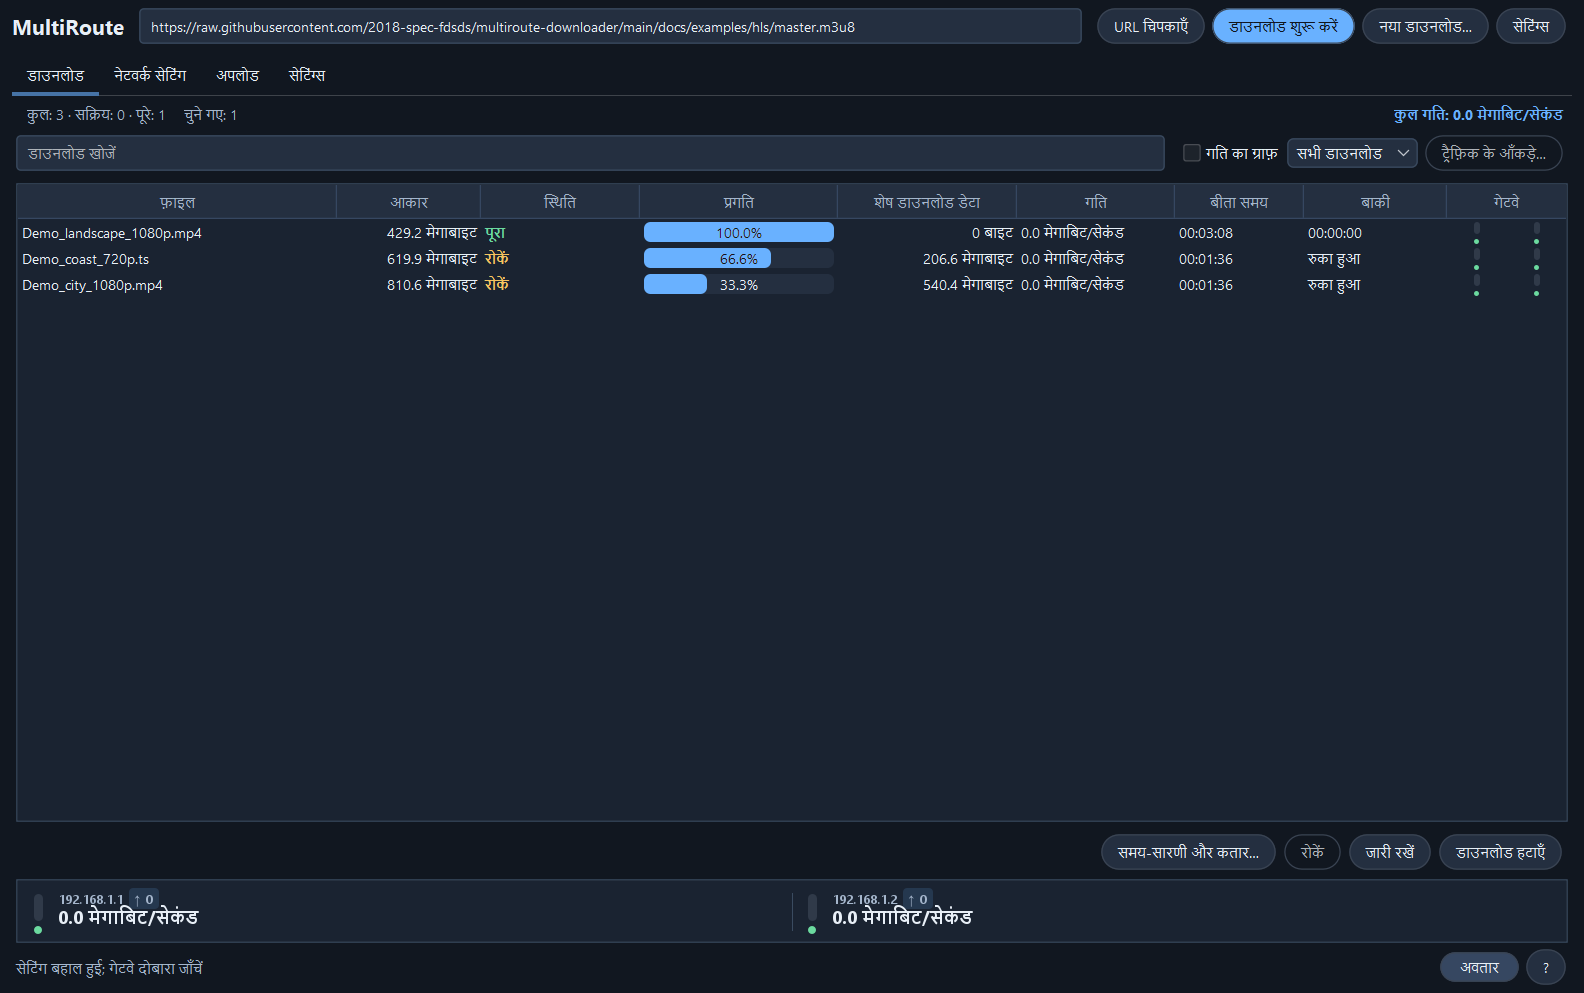 MultiRoute https://raw.githubusercontent.com/2018-spec-fdsds/multiroute-downloader/main/docs/examples/hls/master.m3u8 URL चिपकाएँ डाउनलोड शुरू करें नया डाउनलोड... सेटिंग्स
डाउनलोड नेटवर्क सेटिंग अपलोड सेटिंग्स
कुल: 3 · सक्रिय: 0 · पूरे: 1 चुने गए: 1 कुल गति: 0.0 मेगाबिट/सेकंड
डाउनलोड खोजें गति का ग्राफ़ सभी डाउनलोड ट्रैफ़िक के आँकड़े...
फ़ाइल आकार स्थिति प्रगति शेष डाउनलोड डेटा गति बीता समय बाकी गेटवे
Demo_landscape_1080p.mp4 429.2 मेगाबाइट पूरा 100.0% 0 बाइट 0.0 मेगाबिट/सेकंड 00:03:08 00:00:00
Demo_coast_720p.ts 619.9 मेगाबाइट रोकें 66.6% 206.6 मेगाबाइट 0.0 मेगाबिट/सेकंड 00:01:36 रुका हुआ
Demo_city_1080p.mp4 810.6 मेगाबाइट रोकें 33.3% 540.4 मेगाबाइट 0.0 मेगाबिट/सेकंड 00:01:36 रुका हुआ
समय-सारणी और कतार... रोकें जारी रखें डाउनलोड हटाएँ
192.168.1.1 ↑ 0 192.168.1.2 ↑ 0
0.0 मेगाबिट/सेकंड 0.0 मेगाबिट/सेकंड
सेटिंग बहाल हुई; गेटवे दोबारा जाँचें अवतार ?